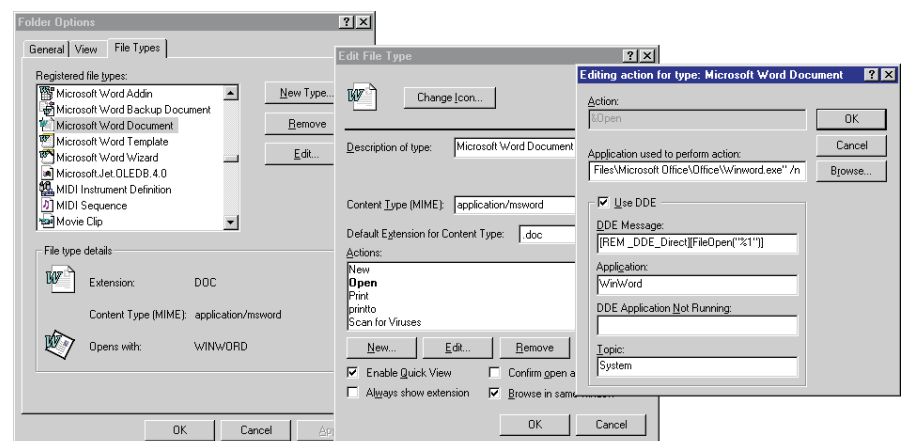 Folder Options
General View File Types
Registered file types:
Microsoft Word Addin
Microsoft Word Backup Document
Microsoft Word Document
Microsoft Word Template
Microsoft Word Wizard
Microsoft.Jet.OLEDB.4.0
MIDI Instrument Definition
MIDI Sequence
Movie Clip
New Type...
Remove
Edit...
File type details
Extension: DOC
Content Type (MIME): application/msword
Opens with: WINWORD
OK Cancel Ap
Edit File Type
Change Icon...
Description of type: Microsoft Word Document
Content Type (MIME): application/msword
Default Extension for Content Type: .doc
Actions:
New
Open
Print
printto
Scan for Viruses
New... Edit... Remove
Enable Quick View Confirm open a
Always show extension Browse in same window
OK Cancel
Editing action for type: Microsoft Word Document
Action:
&Open
Application used to perform action:
Files\Microsoft Office\Office\Winword.exe" /n
OK
Cancel
Browse...
Use DDE
DDE Message:
[REM _DDE_Direct][FileOpen("%1")]
Application:
WinWord
DDE Application Not Running:
Topic:
System